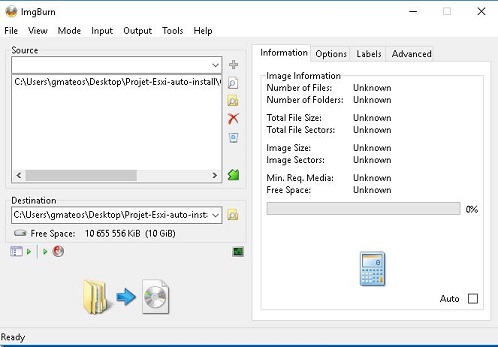 ImgBurn
File View Mode Input Output Tools Help
Source
C:\Users\gmateos\Desktop\Projet-Esxi-auto-install\
Destination
C:\Users\gmateos\Desktop\Projet-Esxi-auto-inst
Free Space: 10 655 556 KiB (10 GiB)
Information Options Labels Advanced
Image Information
Number of Files: Unknown
Number of Folders: Unknown
Total File Size: Unknown
Total File Sectors: Unknown
Image Size: Unknown
Image Sectors: Unknown
Min. Req. Media: Unknown
Free Space: Unknown
0%
Auto
Ready